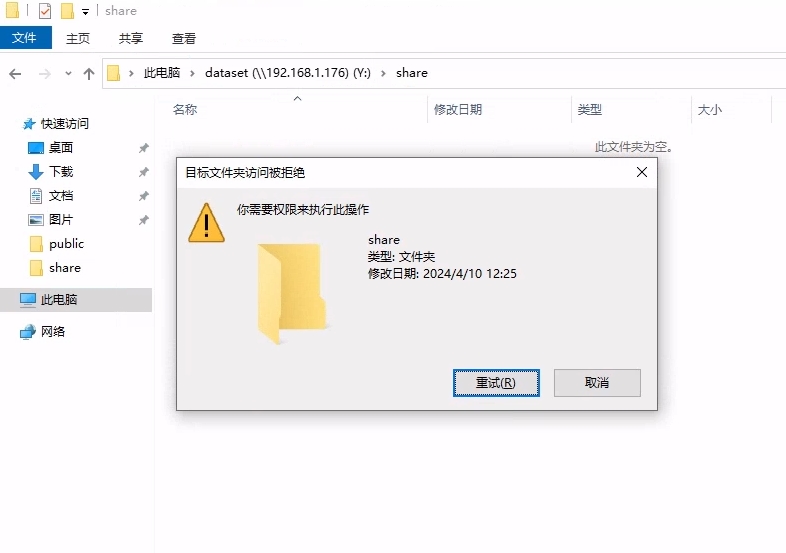 share
文件 主页 共享 查看
此电脑 dataset (\\192.168.1.176) (Y:) share
名称 修改日期 类型 大小
快速访问
此文件夹为空。
桌面
下载
文档
图片
public
share
此电脑
网络
目标文件夹访问被拒绝
你需要权限来执行此操作
share
类型: 文件夹
修改日期: 2024/4/10 12:25
重试(R) 取消